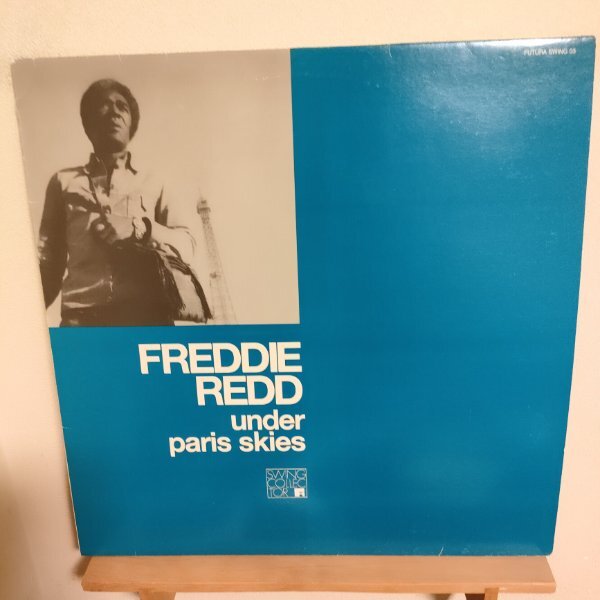 FUTURA SWING 03
FREDDIE
REDD
under
paris skies
SWING
COLLEC
TOR